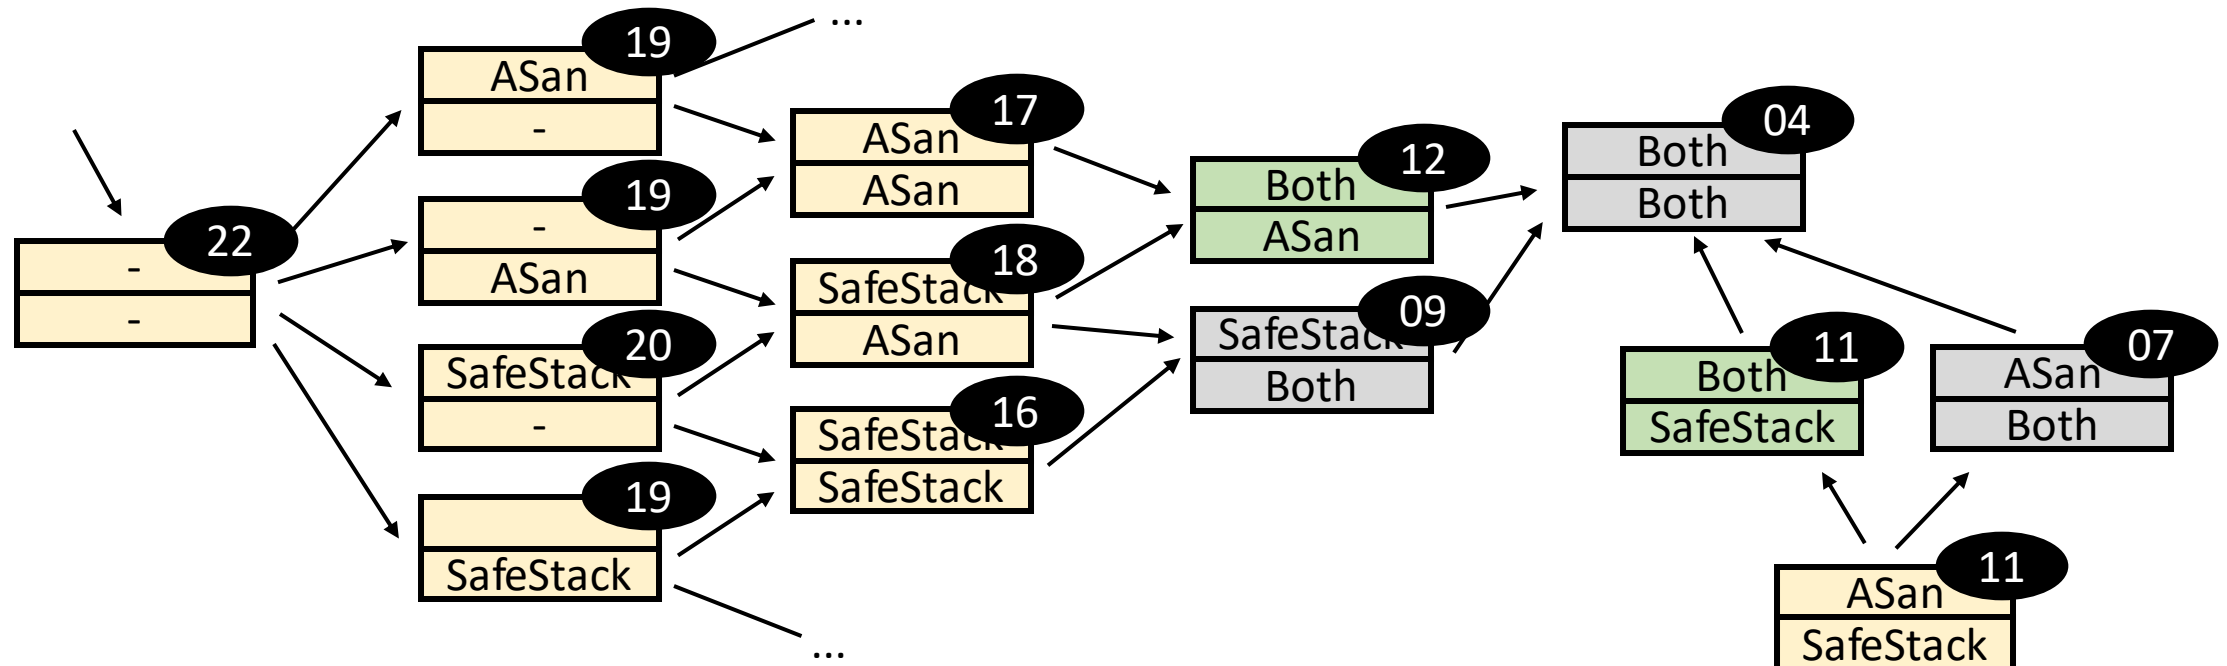 ...
19
ASan
-
22
-
-
19
-
ASan
20
SafeStack
-
19
SafeStack
...
17
ASan
ASan
18
SafeStack
ASan
16
SafeStack
SafeStack
12
Both
ASan
09
SafeStack
Both
04
Both
Both
11
Both
SafeStack
07
ASan
Both
11
ASan
SafeStack